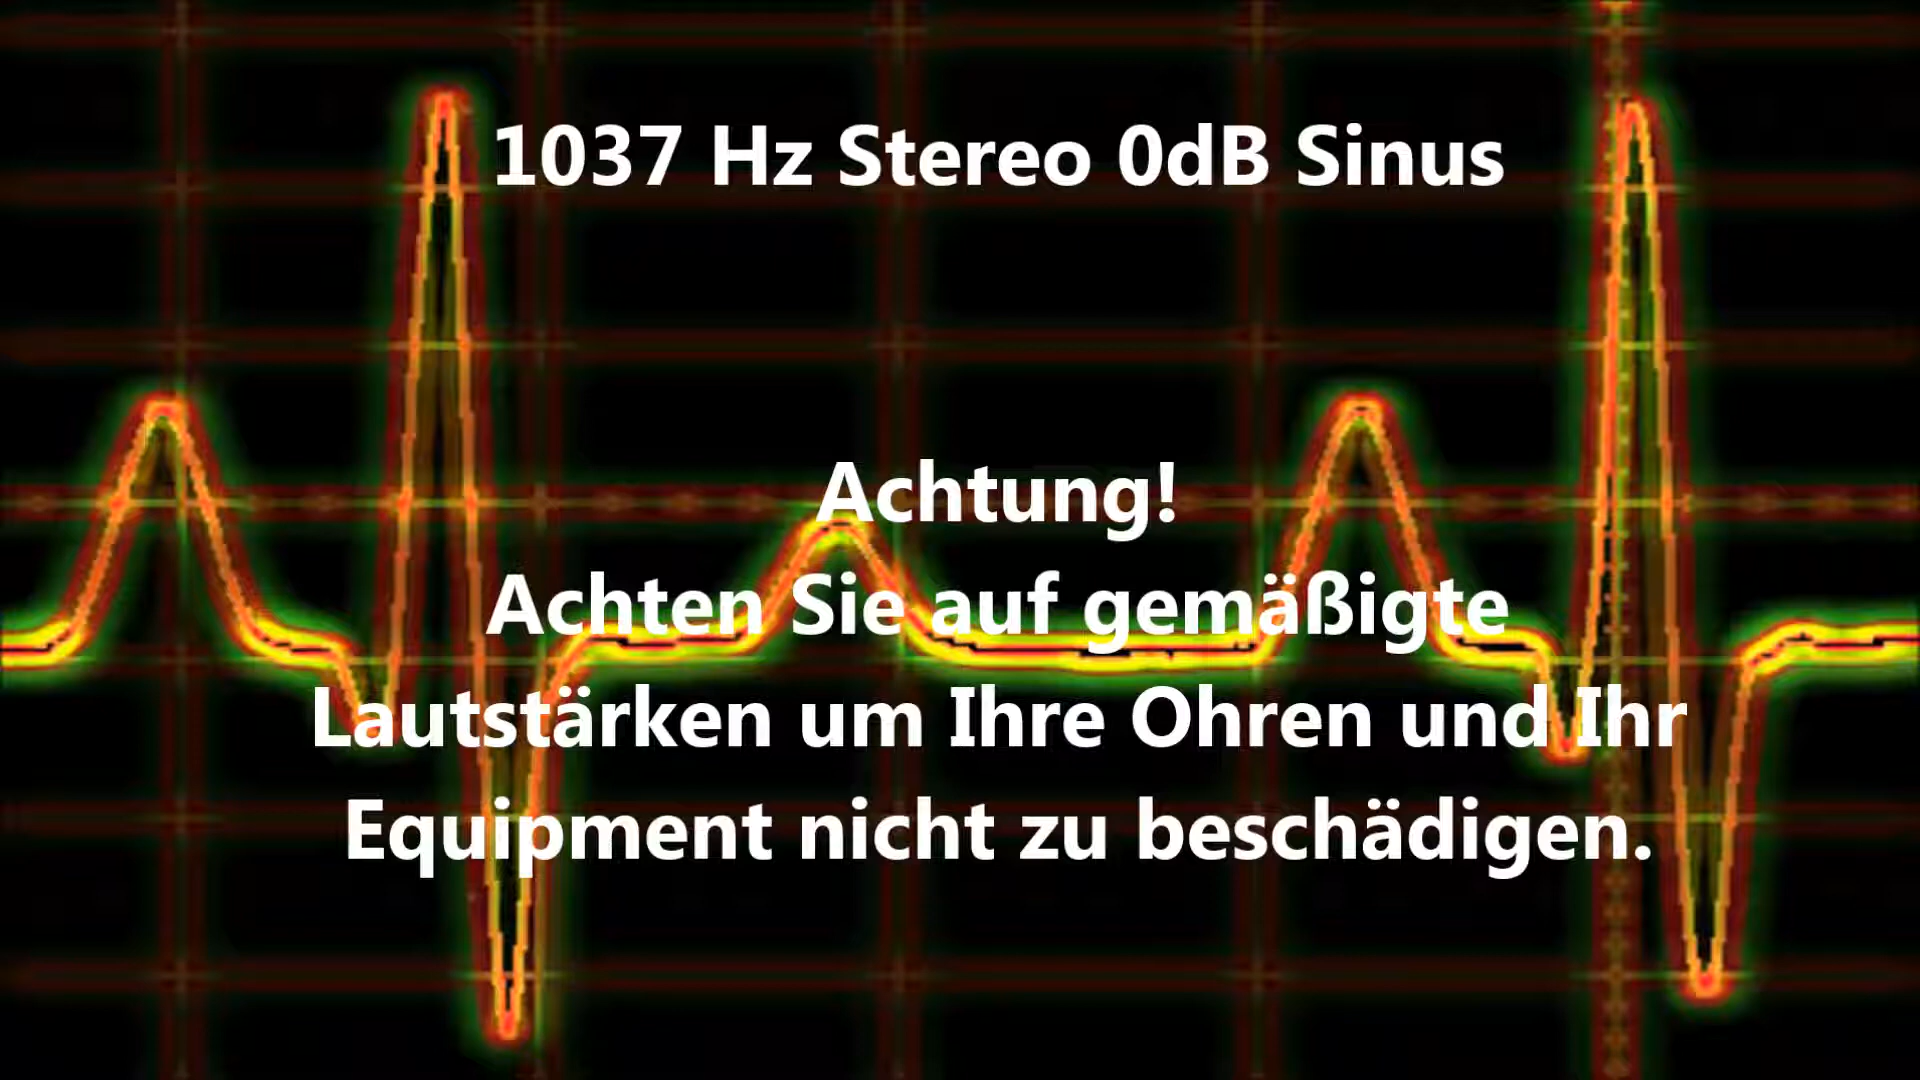 1037 Hz Stereo 0dB Sinus
Achtung!
Achten Sie auf gemäßigte
Lautstärken um Ihre Ohren und Ihr
Equipment nicht zu beschädigen.